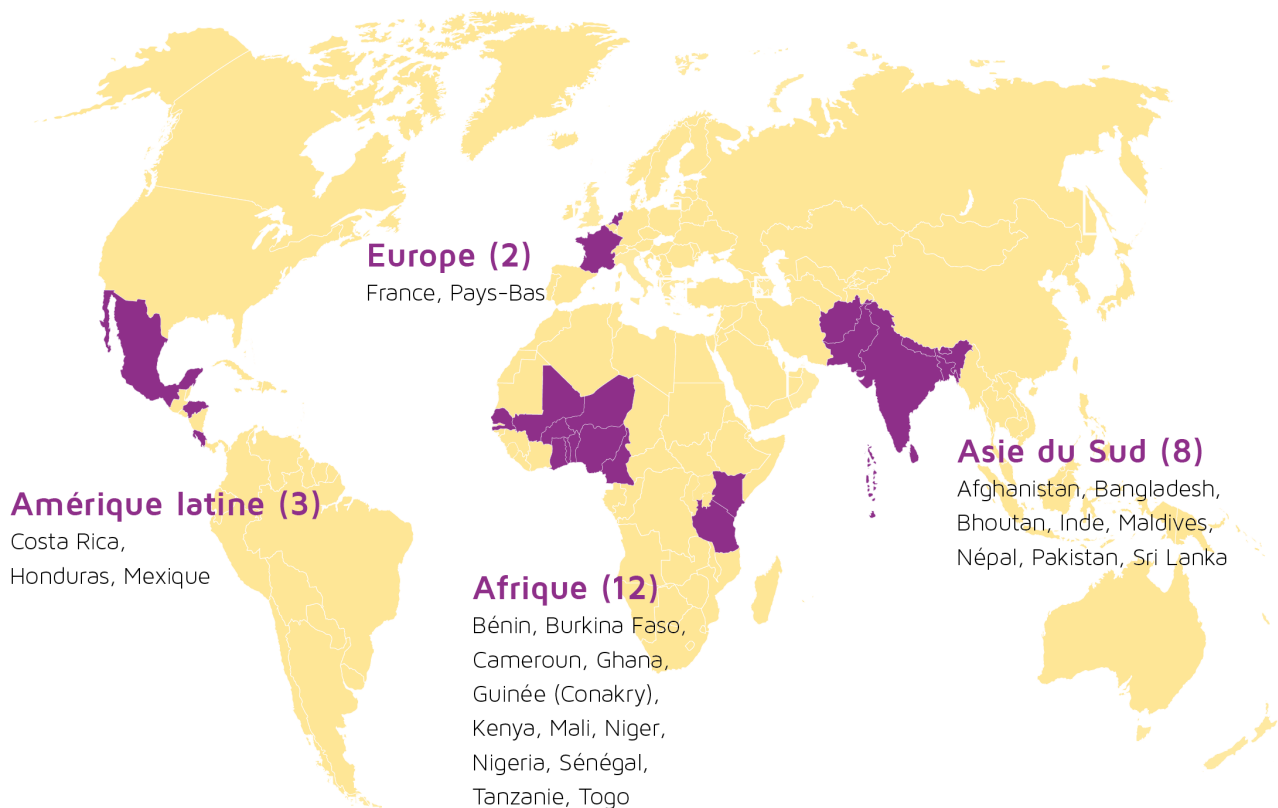 Europe (2)
France, Pays-Bas
Amérique latine (3)
Costa Rica,
Honduras, Mexique
Asie du Sud (8)
Afghanistan, Bangladesh,
Bhoutan, Inde, Maldives,
Népal, Pakistan, Sri Lanka
Afrique (12)
Bénin, Burkina Faso,
Cameroun, Ghana,
Guinée (Conakry),
Kenya, Mali, Niger,
Nigeria, Sénégal,
Tanzanie, Togo